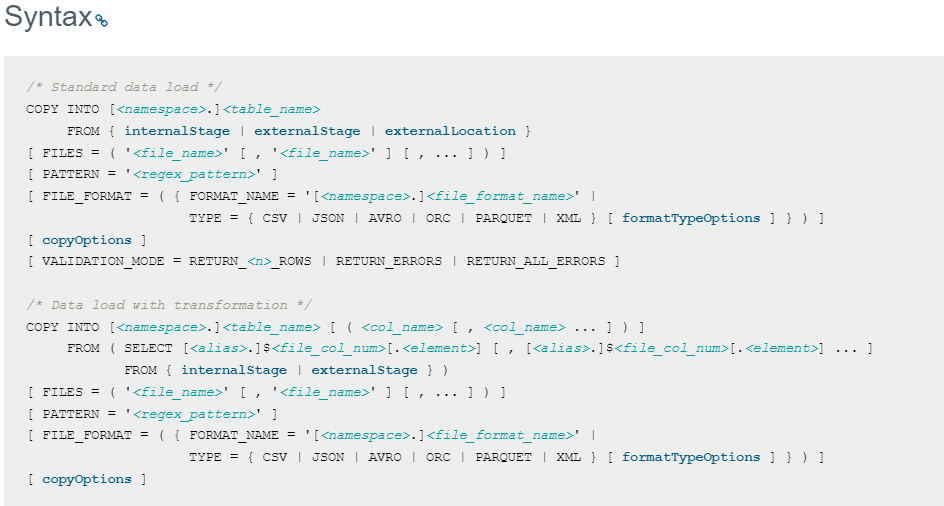 Syntax
/* Standard data load */
COPY INTO [<namespace>.]<table_name>
FROM { internalStage | externalStage | externalLocation }
[ FILES = ( '<file_name>' [ , '<file_name>' ] [ , ... ] ) ]
[ PATTERN = '<regex_pattern>' ]
[ FILE_FORMAT = ( { FORMAT_NAME = '[<namespace>.]<file_format_name>' |
TYPE = { CSV | JSON | AVRO | ORC | PARQUET | XML } [ formatTypeOptions ] } ) ]
[ copyOptions ]
[ VALIDATION_MODE = RETURN_<n>_ROWS | RETURN_ERRORS | RETURN_ALL_ERRORS ]
/* Data load with transformation */
COPY INTO [<namespace>.]<table_name> [ ( <col_name> [ , <col_name> ... ] ) ]
FROM ( SELECT [<alias>.]$<file_col_num>[.<element>] [ , [<alias>.]$<file_col_num>[.<element>] ... ]
FROM { internalStage | externalStage } )
[ FILES = ( '<file_name>' [ , '<file_name>' ] [ , ... ] ) ]
[ PATTERN = '<regex_pattern>' ]
[ FILE_FORMAT = ( { FORMAT_NAME = '[<namespace>.]<file_format_name>' |
TYPE = { CSV | JSON | AVRO | ORC | PARQUET | XML } [ formatTypeOptions ] } ) ]
[ copyOptions ]